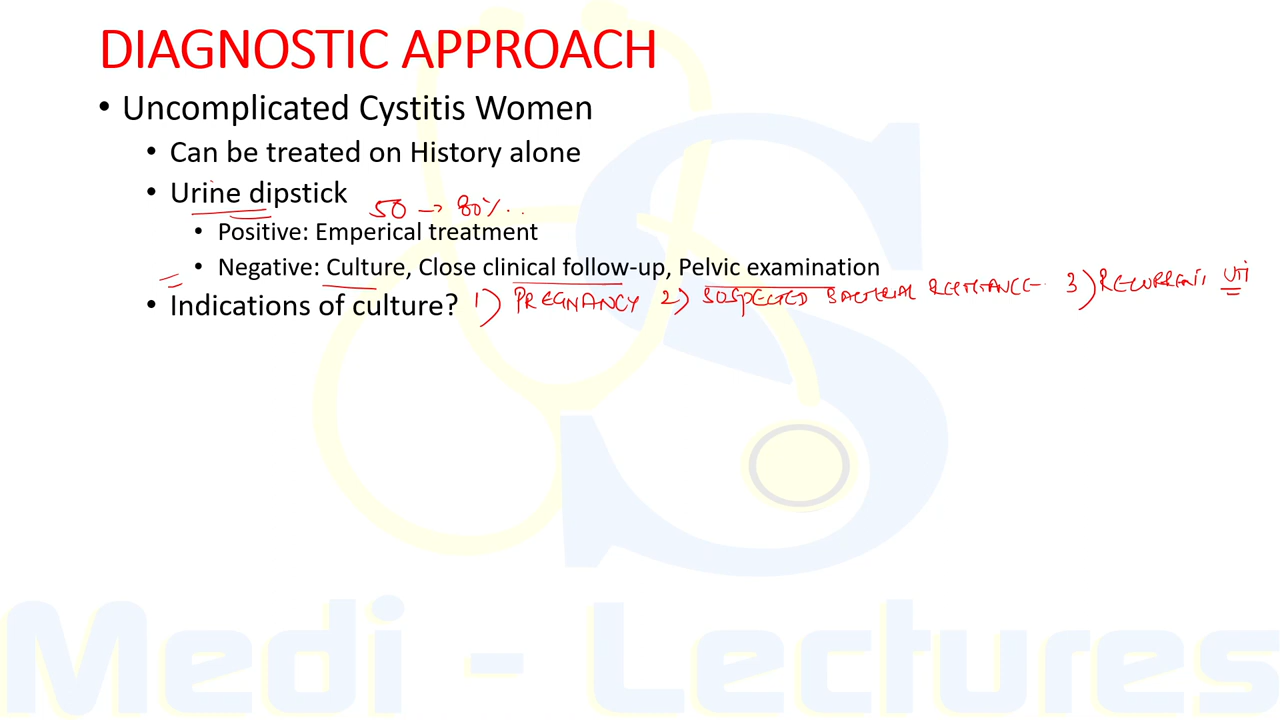 DIAGNOSTIC APPROACH
• Uncomplicated Cystitis Women
• Can be treated on History alone
• Urine dipstick
50 → 80%..
• Positive: Emperical treatment
• Negative: Culture, Close clinical follow-up, Pelvic examination
• Indications of culture? 1) PREGNANCY 2) SUSPECTED BACTERIAL RESISTANCE 3) RECURRENT UTI
Medi - Lectures